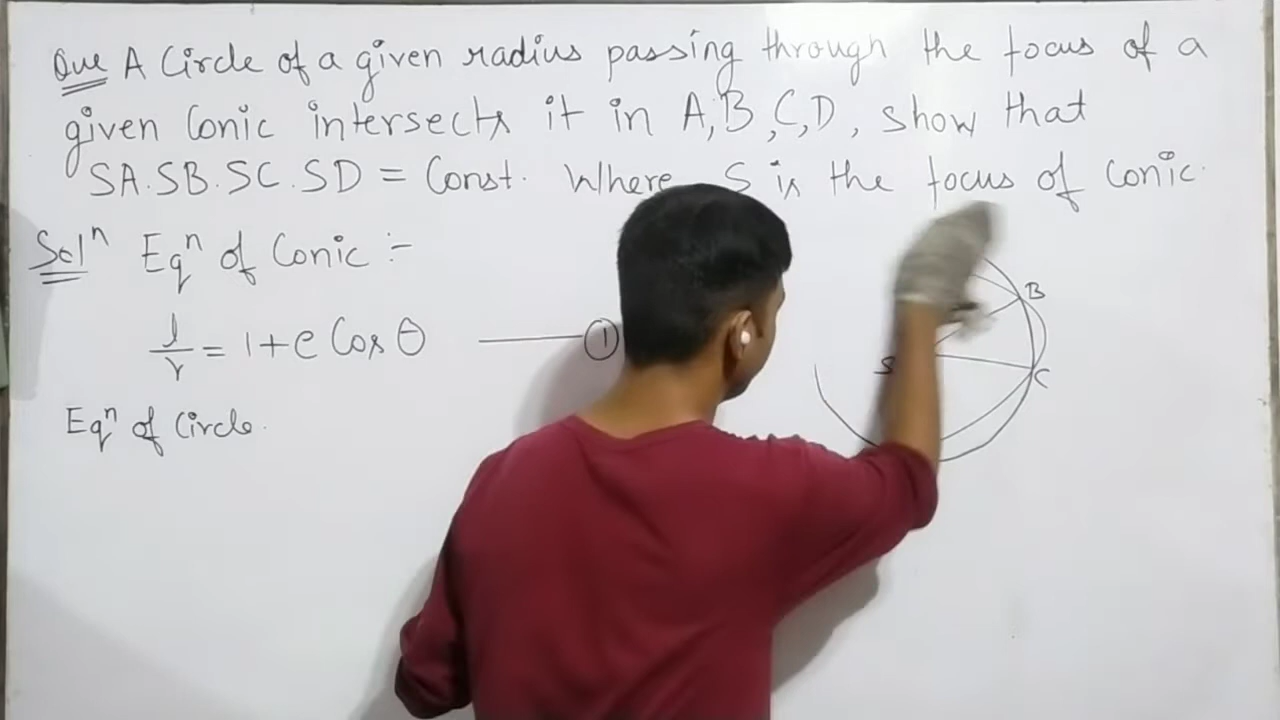 Que A Circle of a given radius passing through the focus of a
given Conic intersects it in A, B, C, D, show that
SA.SB.SC.SD = Const. Where S is the focus of Conic.
Solⁿ Eqⁿ of Conic :-
l/r = 1+e Cos θ ——— ①
Eqⁿ of Circle.
B
S
C